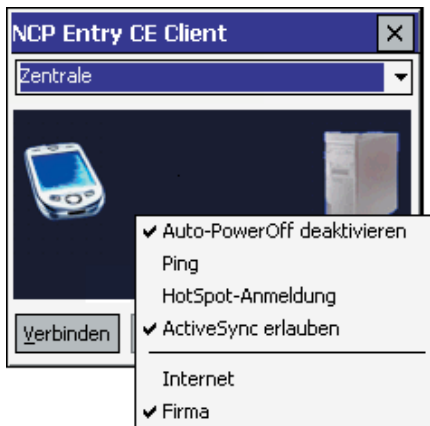 NCP Entry CE Client
Zentrale
Auto-PowerOff deaktivieren
Ping
HotSpot-Anmeldung
ActiveSync erlauben
Verbinden
Internet
Firma